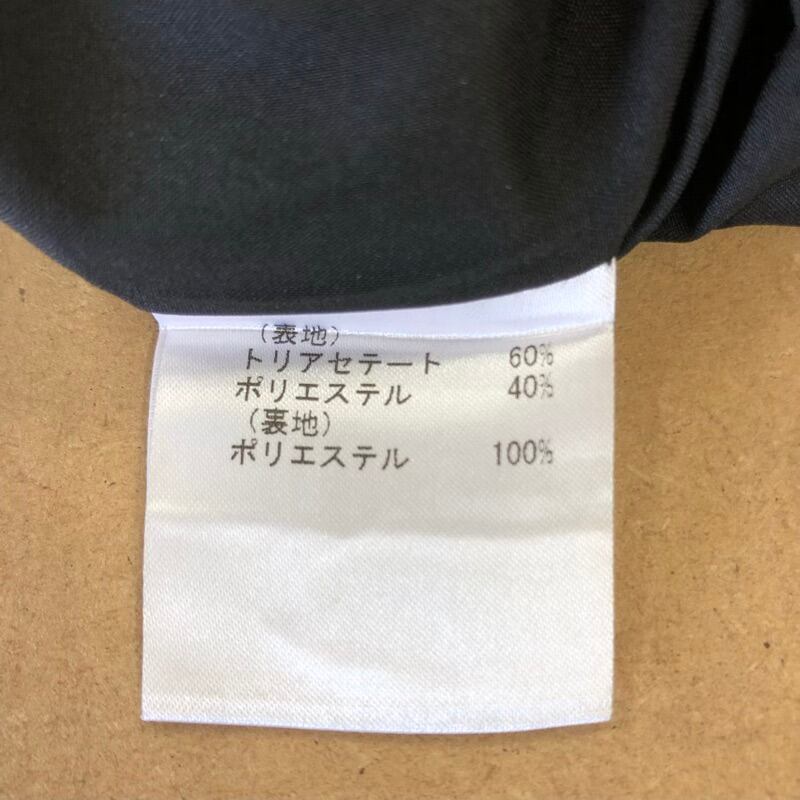 (表地)
トリアセテート 60%
ポリエステル 40%
(裏地)
ポリエステル 100%